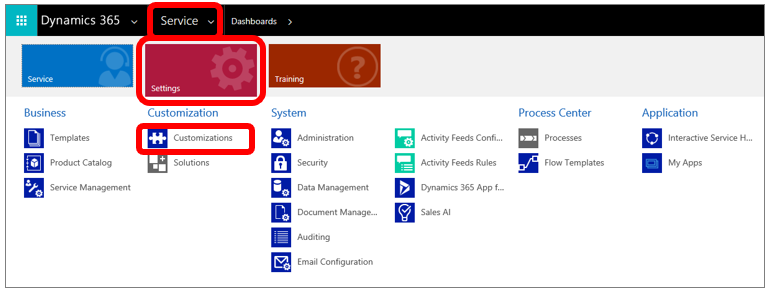 Dynamics 365 Service Dashboards
Service Settings Training
Business Customization System Process Center Application
Templates Customizations Administration Activity Feeds Confi... Processes Interactive Service H...
Product Catalog Solutions Security Activity Feeds Rules Flow Templates My Apps
Service Management Data Management Dynamics 365 App f...
Document Manage... Sales AI
Auditing
Email Configuration